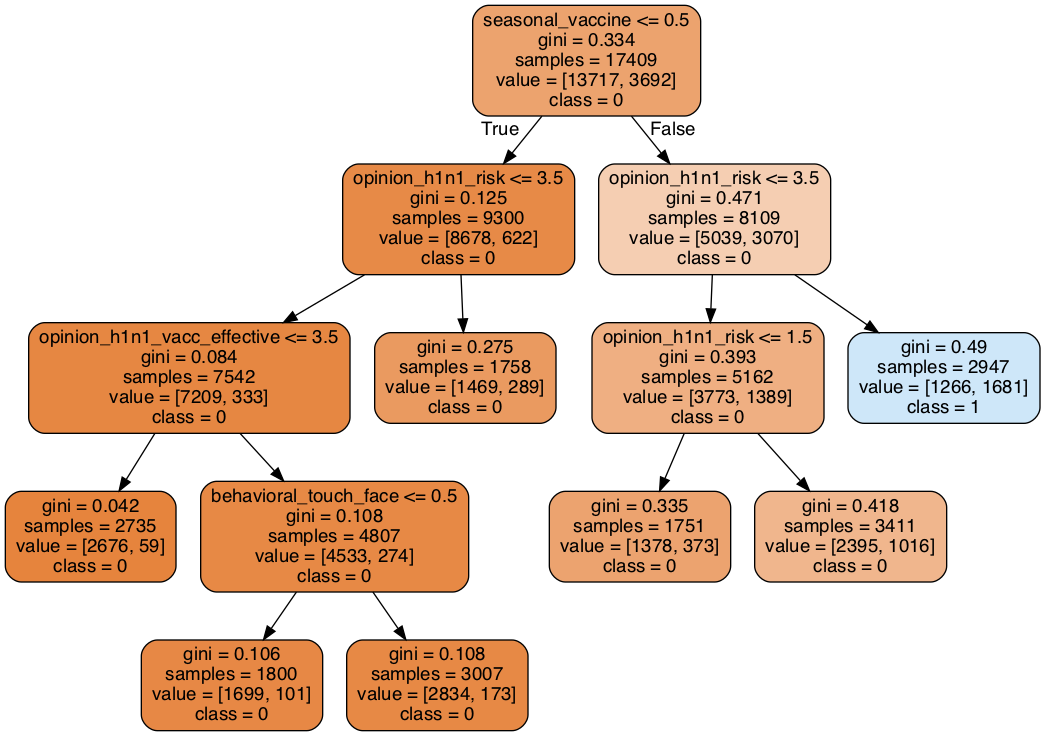 seasonal_vaccine <= 0.5
gini = 0.334
samples = 17409
value = [13717, 3692]
class = 0
True
False
opinion_h1n1_risk <= 3.5
gini = 0.125
samples = 9300
value = [8678, 622]
class = 0
opinion_h1n1_risk <= 3.5
gini = 0.471
samples = 8109
value = [5039, 3070]
class = 0
opinion_h1n1_vacc_effective <= 3.5
gini = 0.084
samples = 7542
value = [7209, 333]
class = 0
gini = 0.275
samples = 1758
value = [1469, 289]
class = 0
opinion_h1n1_risk <= 1.5
gini = 0.393
samples = 5162
value = [3773, 1389]
class = 0
gini = 0.49
samples = 2947
value = [1266, 1681]
class = 1
gini = 0.042
samples = 2735
value = [2676, 59]
class = 0
behavioral_touch_face <= 0.5
gini = 0.108
samples = 4807
value = [4533, 274]
class = 0
gini = 0.335
samples = 1751
value = [1378, 373]
class = 0
gini = 0.418
samples = 3411
value = [2395, 1016]
class = 0
gini = 0.106
samples = 1800
value = [1699, 101]
class = 0
gini = 0.108
samples = 3007
value = [2834, 173]
class = 0